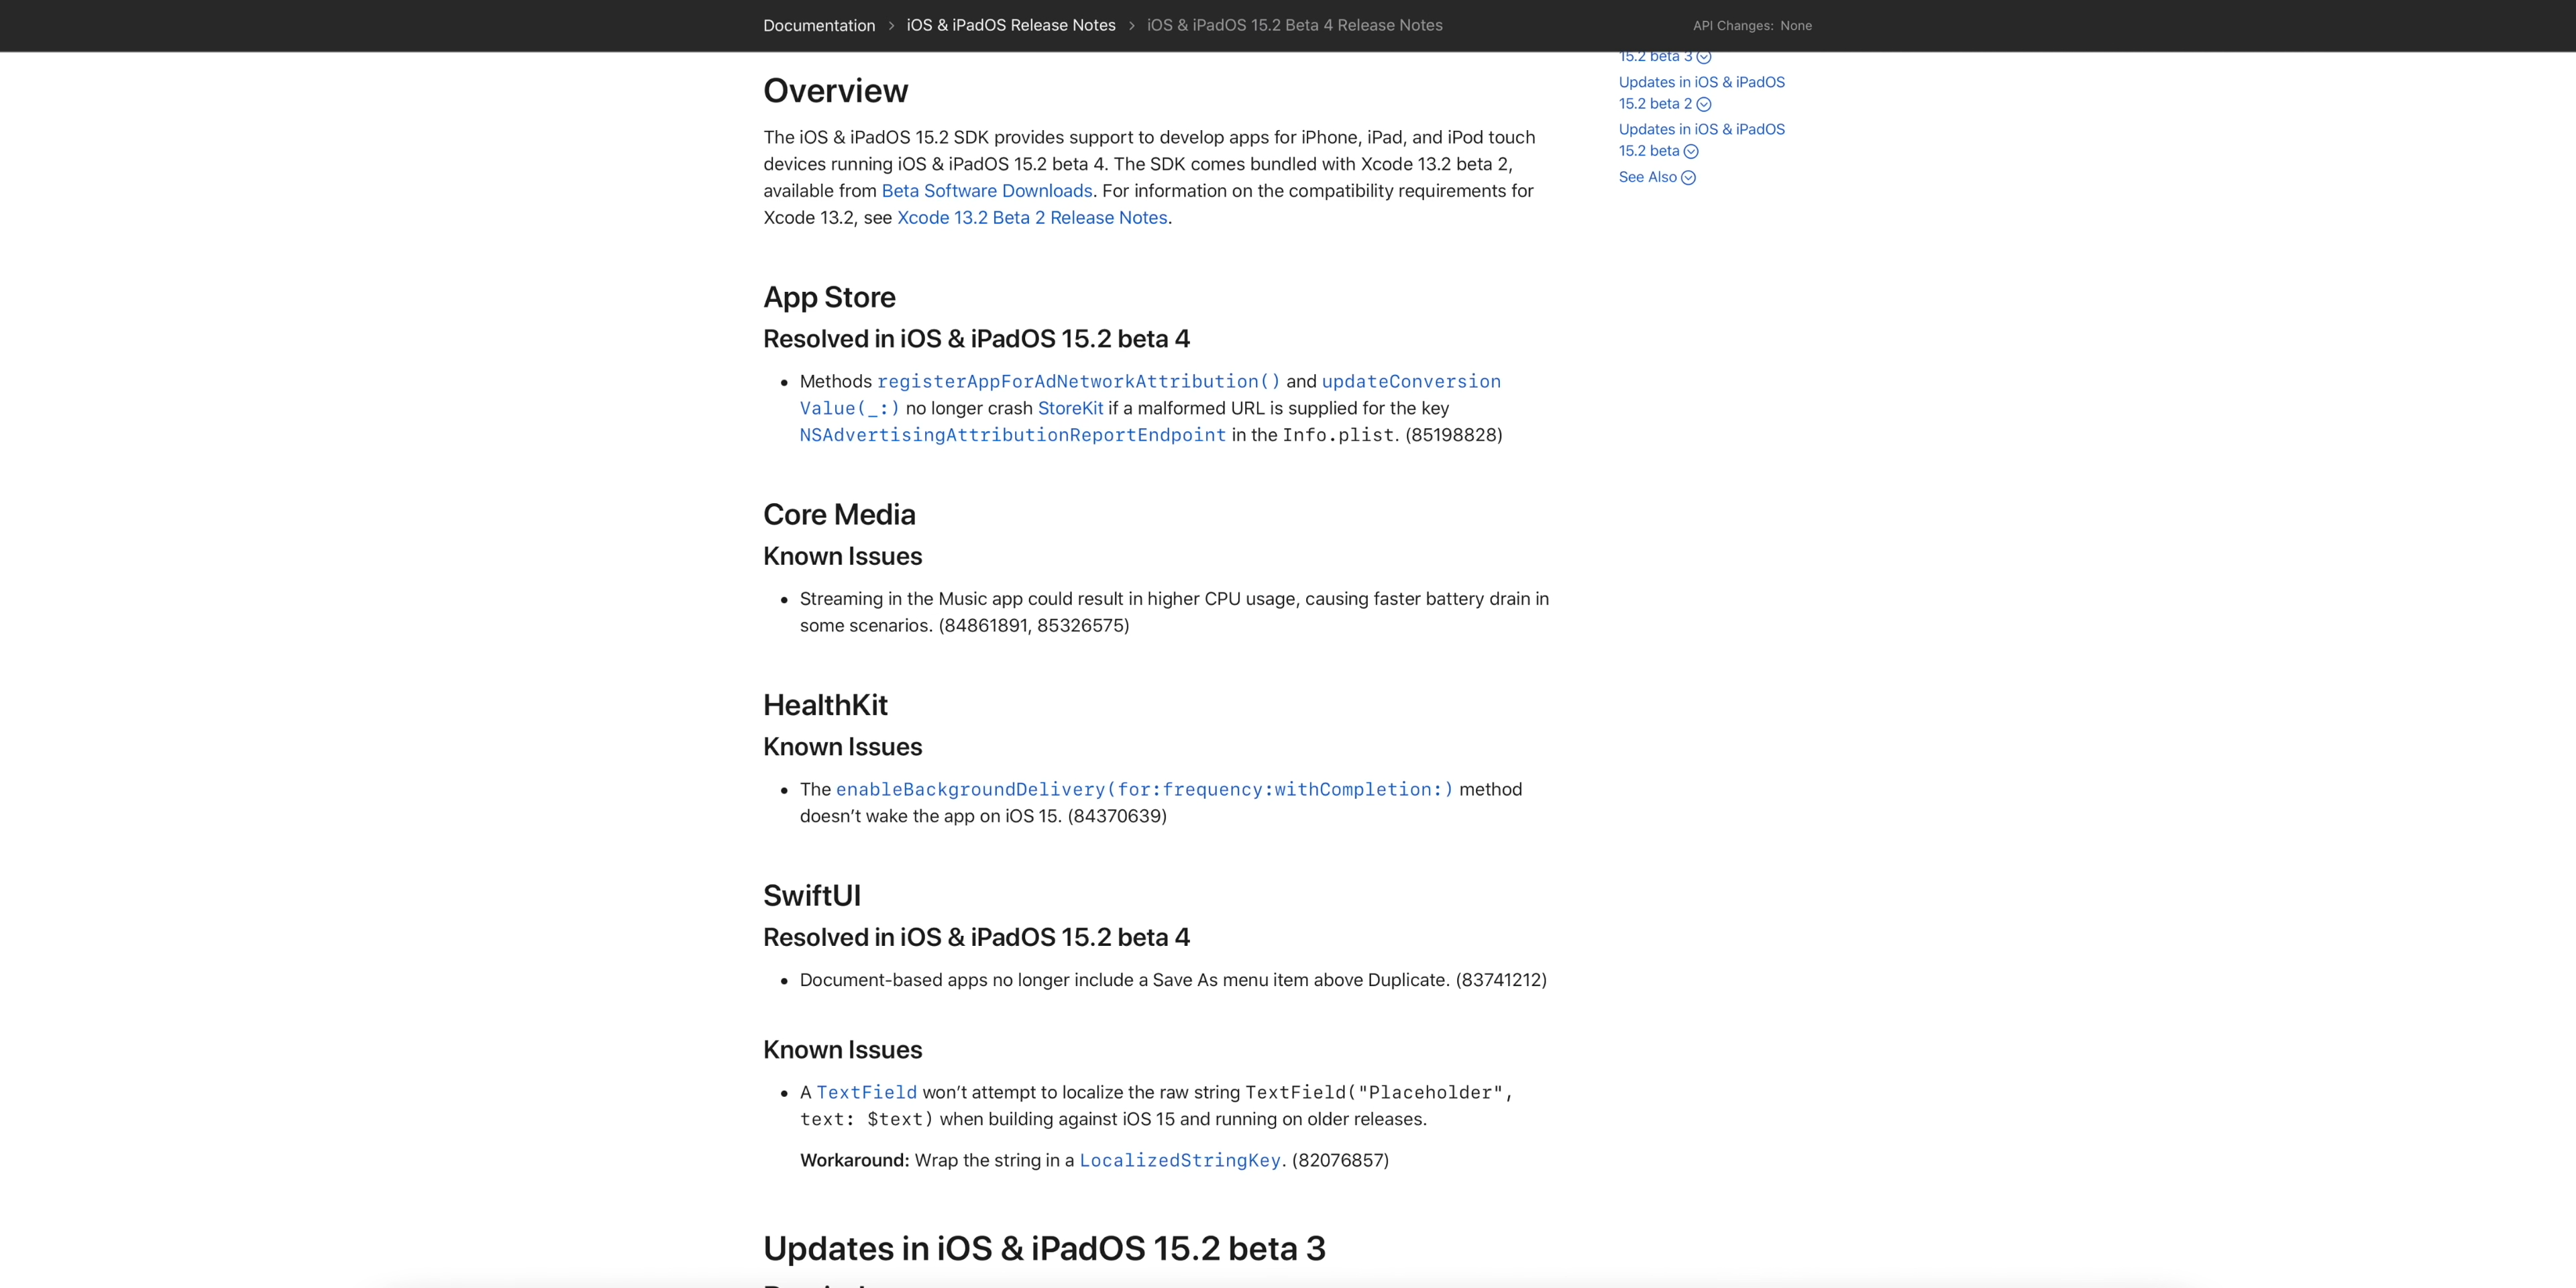 Documentation > iOS & iPadOS Release Notes > iOS & iPadOS 15.2 Beta 4 Release Notes
API Changes: None
15.2 beta 3
Updates in iOS & iPadOS
15.2 beta 2
Updates in iOS & iPadOS
15.2 beta
See Also
Overview
The iOS & iPadOS 15.2 SDK provides support to develop apps for iPhone, iPad, and iPod touch
devices running iOS & iPadOS 15.2 beta 4. The SDK comes bundled with Xcode 13.2 beta 2,
available from Beta Software Downloads. For information on the compatibility requirements for
Xcode 13.2, see Xcode 13.2 Beta 2 Release Notes.
App Store
Resolved in iOS & iPadOS 15.2 beta 4
• Methods registerAppForAdNetworkAttribution() and updateConversion
Value(_:) no longer crash StoreKit if a malformed URL is supplied for the key
NSAdvertisingAttributionReportEndpoint in the Info.plist. (85198828)
Core Media
Known Issues
• Streaming in the Music app could result in higher CPU usage, causing faster battery drain in
some scenarios. (84861891, 85326575)
HealthKit
Known Issues
• The enableBackgroundDelivery(for:frequency:withCompletion:) method
doesn’t wake the app on iOS 15. (84370639)
SwiftUI
Resolved in iOS & iPadOS 15.2 beta 4
• Document-based apps no longer include a Save As menu item above Duplicate. (83741212)
Known Issues
• A TextField won’t attempt to localize the raw string TextField("Placeholder",
text: $text) when building against iOS 15 and running on older releases.
Workaround: Wrap the string in a LocalizedStringKey. (82076857)
Updates in iOS & iPadOS 15.2 beta 3